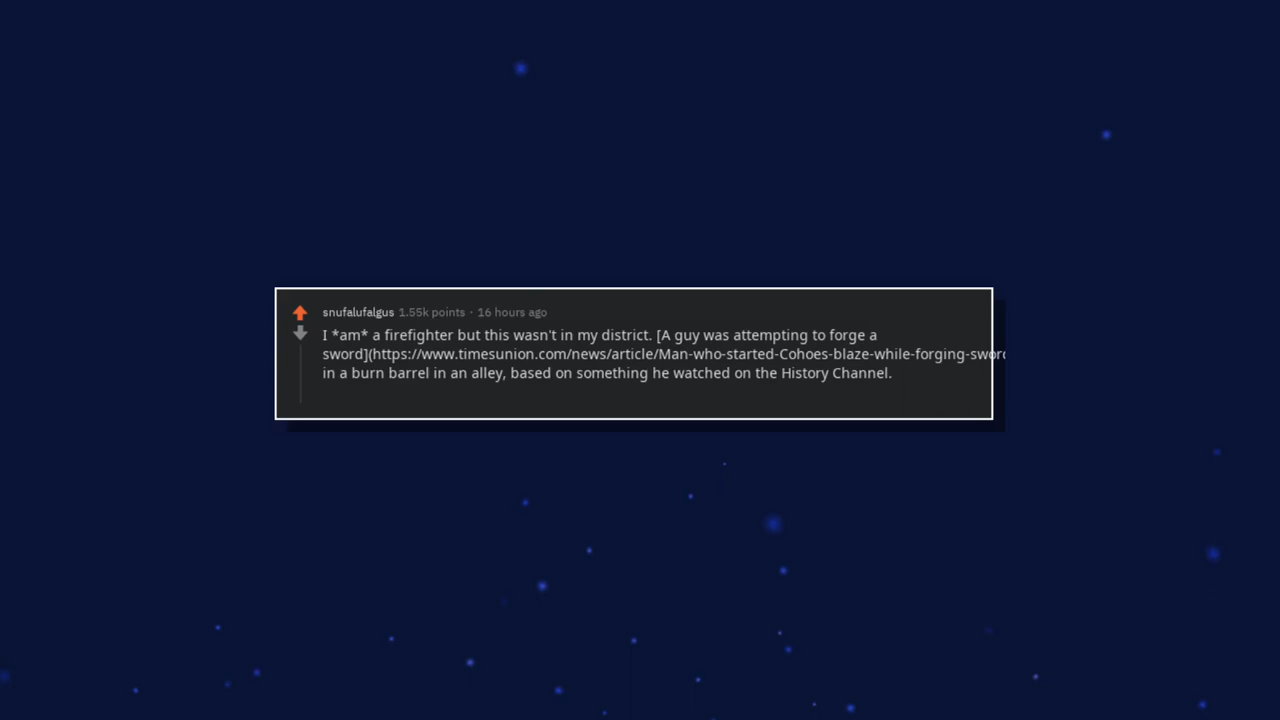 snufalufalgus 1.55k points · 16 hours ago
I *am* a firefighter but this wasn't in my district. [A guy was attempting to forge a
sword](https://www.timesunion.com/news/article/Man-who-started-Cohoes-blaze-while-forging-sword
in a burn barrel in an alley, based on something he watched on the History Channel.